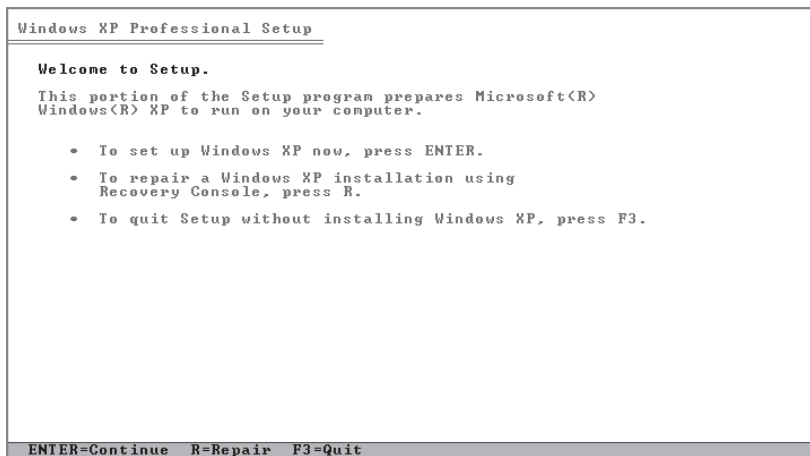 Windows XP Professional Setup
Welcome to Setup.
This portion of the Setup program prepares Microsoft(R)
Windows(R) XP to run on your computer.
• To set up Windows XP now, press ENTER.
• To repair a Windows XP installation using
Recovery Console, press R.
• To quit Setup without installing Windows XP, press F3.
ENTER=Continue R=Repair F3=Quit